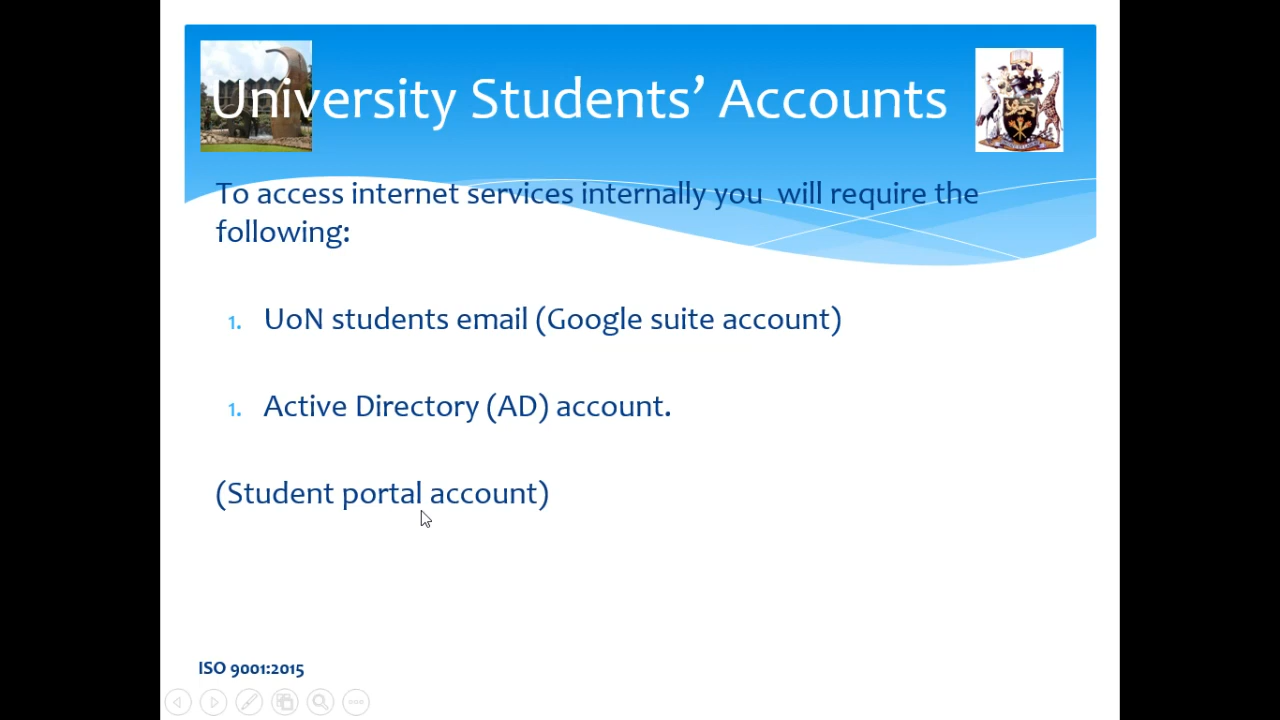 University Students’ Accounts
To access internet services internally you will require the
following:
1. UoN students email (Google suite account)
1. Active Directory (AD) account.
(Student portal account)
ISO 9001:2015